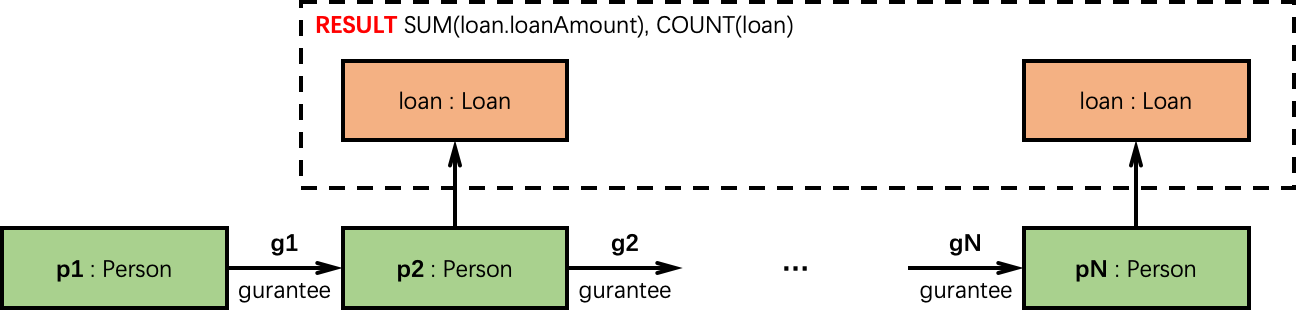 RESULT SUM(loan.loanAmount), COUNT(loan)
loan : Loan
loan : Loan
g1
g2
gN
p1 : Person
p2 : Person
...
pN : Person
gurantee
gurantee
gurantee